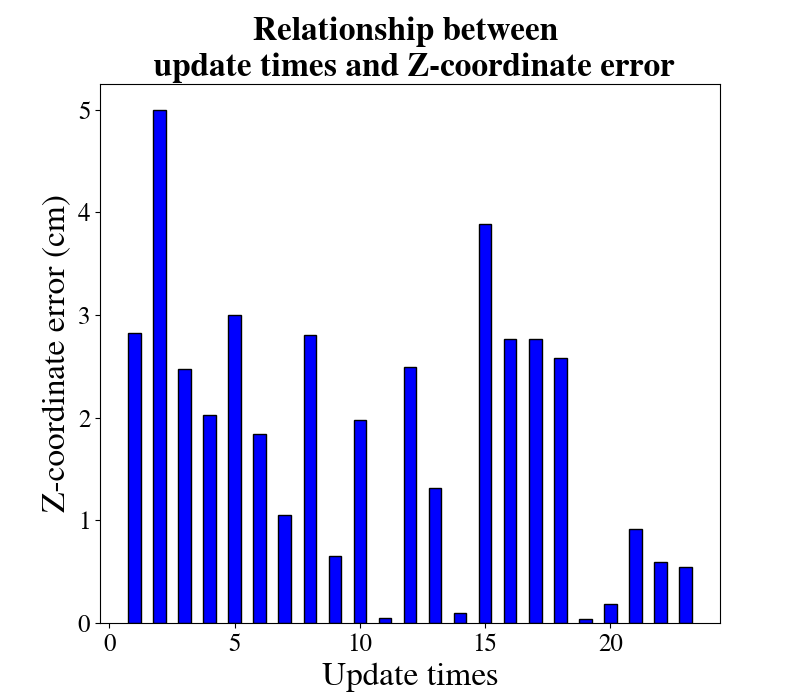 Relationship between
update times and Z-coordinate error
Z-coordinate error (cm)
5
4
3
2
1
0
0 5 10 15 20
Update times